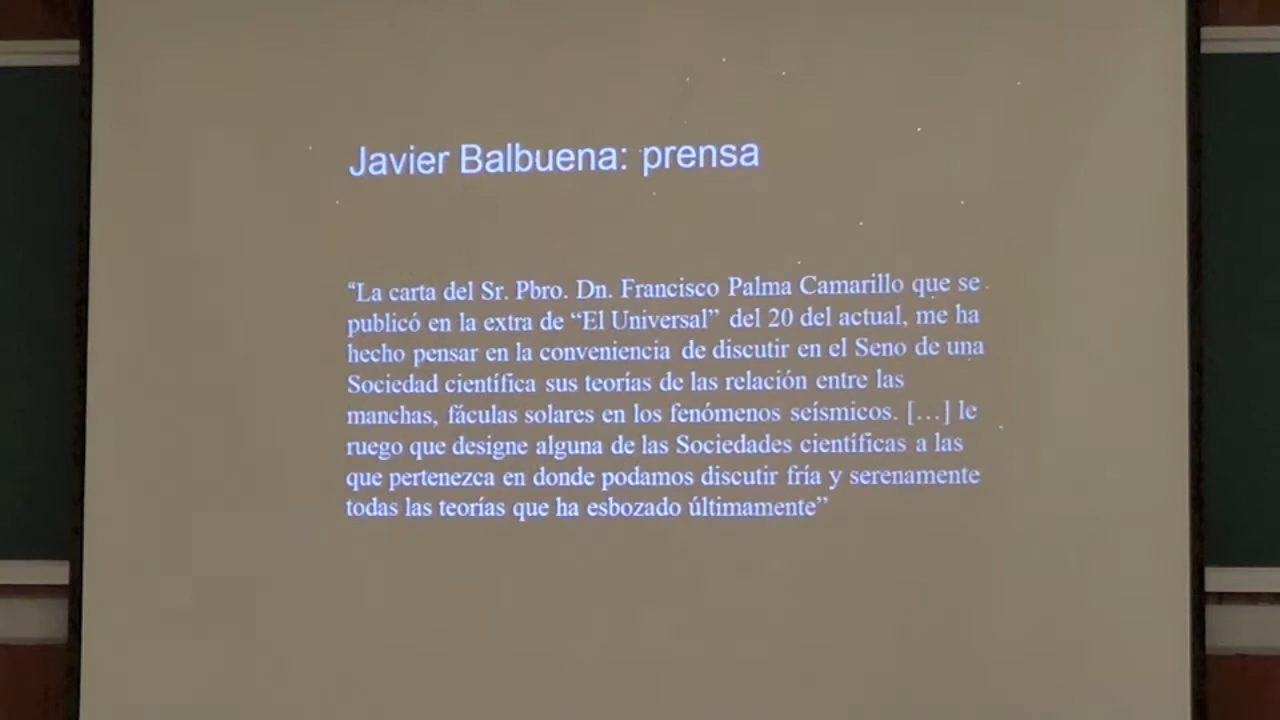 Javier Balbuena: prensa
“La carta del Sr. Pbro. Dn. Francisco Palma Camarillo que se
publicó en la extra de “El Universal” del 20 del actual, me ha
hecho pensar en la conveniencia de discutir en el Seno de una
Sociedad científica sus teorías de las relación entre las
manchas, fáculas solares en los fenómenos seísmicos. […] le
ruego que designe alguna de las Sociedades científicas a las
que pertenezca en donde podamos discutir fría y serenamente
todas las teorías que ha esbozado últimamente”